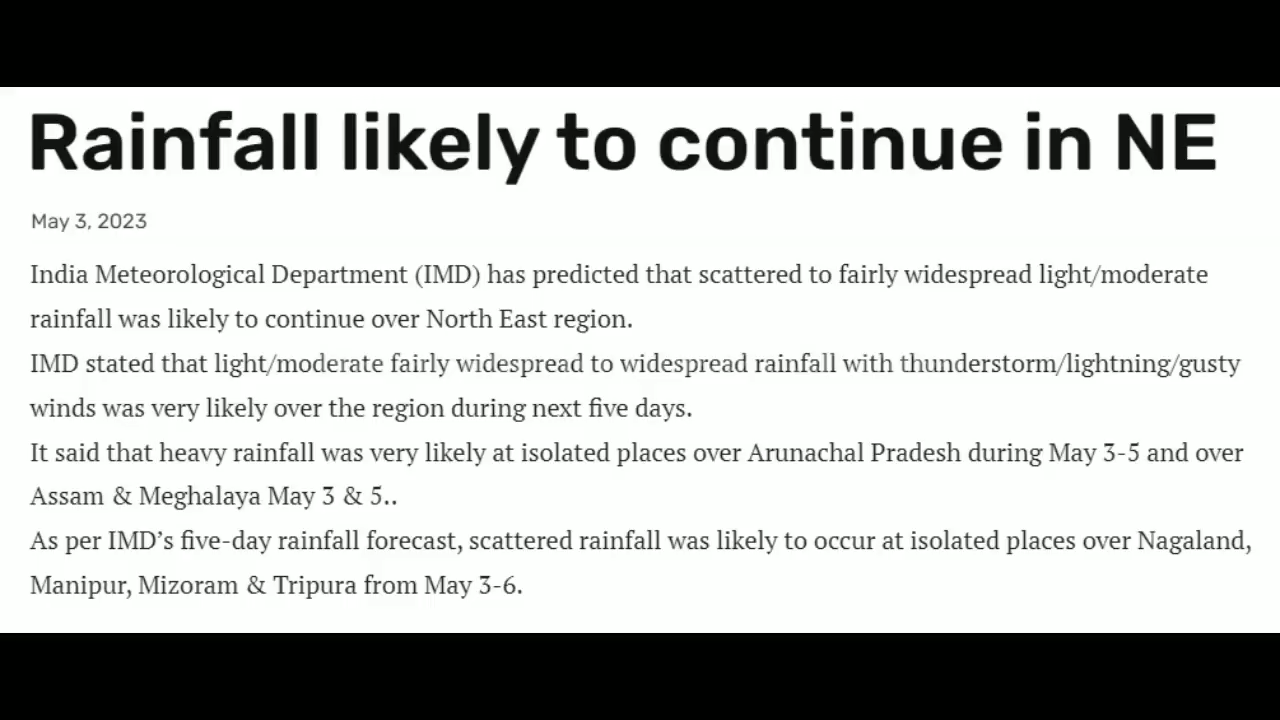 Rainfall likely to continue in NE
May 3, 2023
India Meteorological Department (IMD) has predicted that scattered to fairly widespread light/moderate
rainfall was likely to continue over North East region.
IMD stated that light/moderate fairly widespread to widespread rainfall with thunderstorm/lightning/gusty
winds was very likely over the region during next five days.
It said that heavy rainfall was very likely at isolated places over Arunachal Pradesh during May 3-5 and over
Assam & Meghalaya May 3 & 5..
As per IMD’s five-day rainfall forecast, scattered rainfall was likely to occur at isolated places over Nagaland,
Manipur, Mizoram & Tripura from May 3-6.